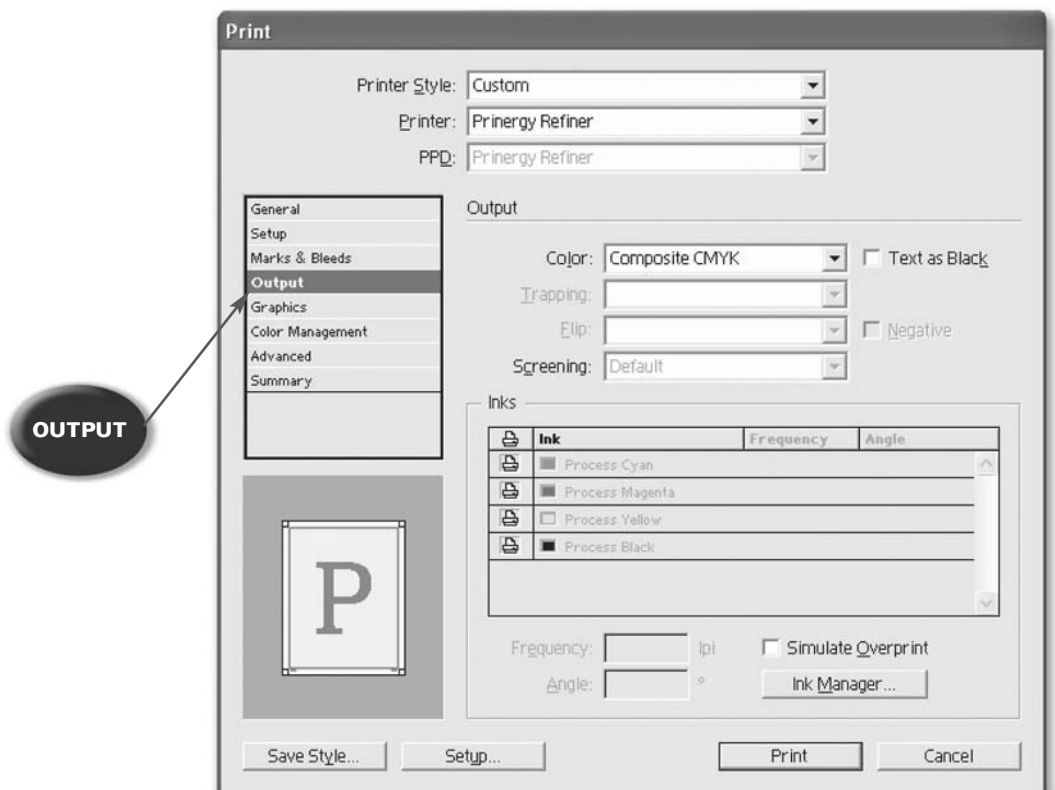 Print
Printer Style: Custom
Printer: Prinergy Refiner
PPD: Prinergy Refiner
General
Setup
Marks & Bleeds
Output
Graphics
Color Management
Advanced
Summary
OUTPUT
P
Output
Color: Composite CMYK Text as Black
Trapping:
Flip: Negative
Screening: Default
Inks
Ink Frequency Angle
Process Cyan
Process Magenta
Process Yellow
Process Black
Frequency: lpi Simulate Overprint
Angle: ° Ink Manager...
Save Style... Setup... Print Cancel